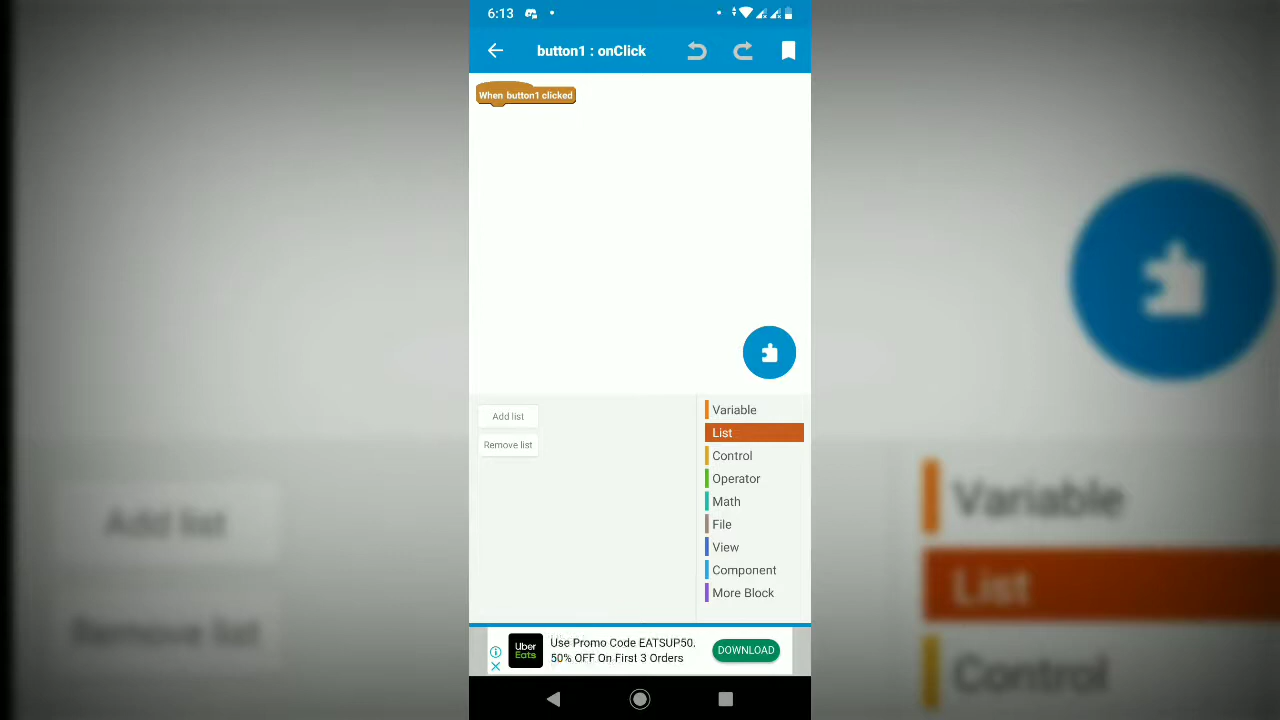 6:13
button1 : onClick
When button1 clicked
Add list
Remove list
Variable
List
Control
Operator
Math
File
View
Component
More Block
Uber
Eats
Use Promo Code EATSUP50.
50% OFF On First 3 Orders
DOWNLOAD
Add list
Remove list
Variable
List
Control